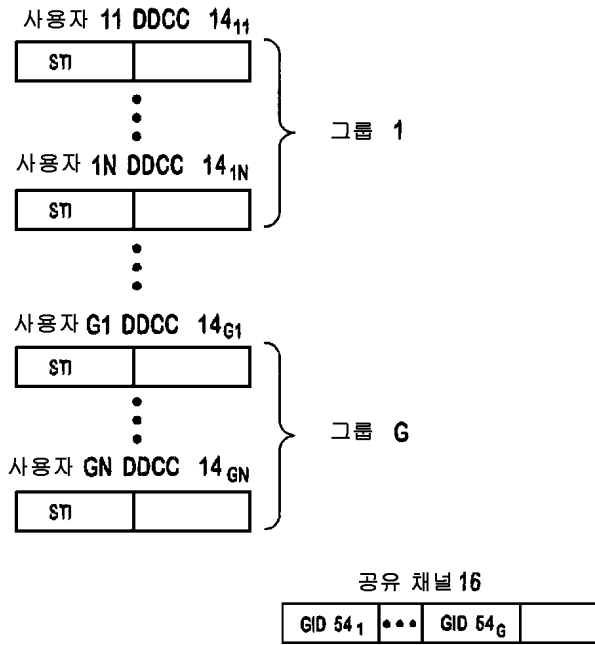 사용자 11 DDCC 14₁₁
STI
사용자 1N DDCC 14₁N
STI
그룹 1
사용자 G1 DDCC 14G1
STI
사용자 GN DDCC 14GN
STI
그룹 G
공유 채널 16
GID 54₁ ••• GID 54G